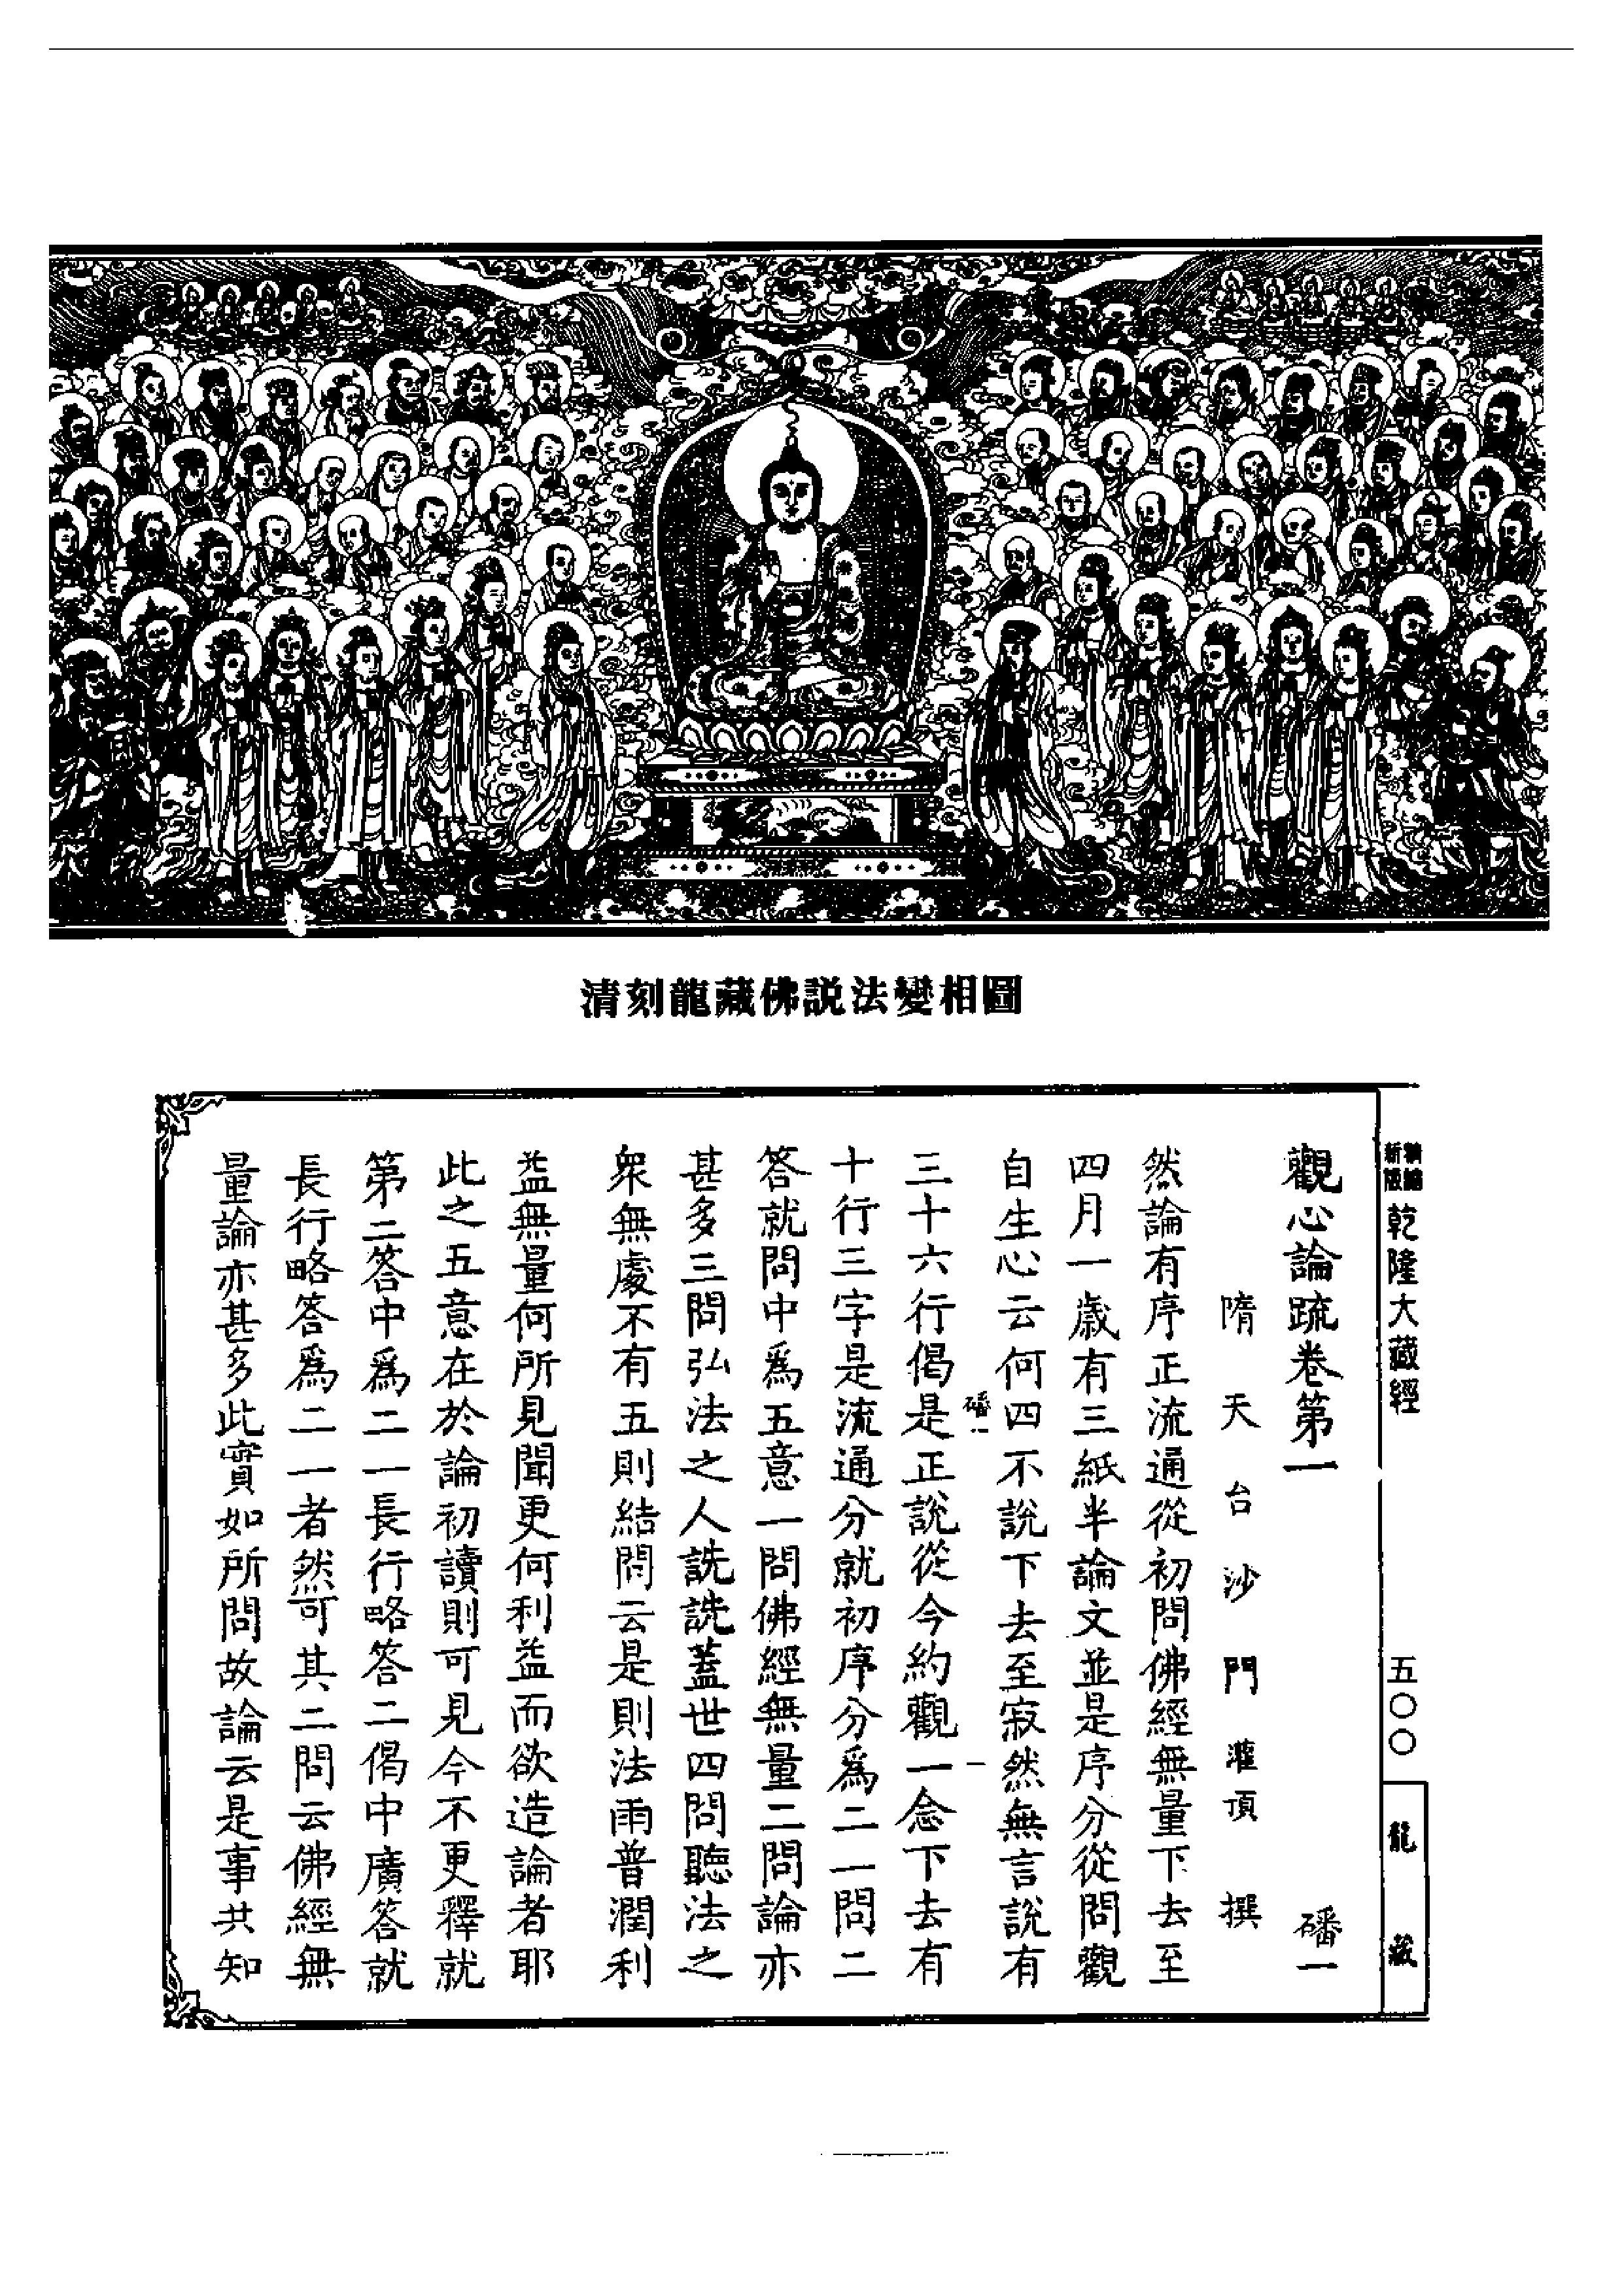 清刻龍藏佛説法變相圖
精縮新版
乾隆大藏經
五〇〇
龍藏
觀心論疏卷第一 磻一
隋天台沙門灌頂撰
然論有序正流通從初問佛經無量下去至
四月一歲有三紙半論文並是序分從問觀
自生心云何四不說下去至寂然無言說有
磻一 一
三十六行偈是正說從今約觀一念下去有
十行三字是流通分就初序分為二一問二
答就問中為五意一問佛經無量二問論亦
甚多三問弘法之人詵詵蓋世四問聽法之
衆無處不有五則結問云是則法雨普潤利
益無量何所見聞更何利益而欲造論者耶
此之五意在於論初讀則可見今不更釋就
第二答中為二一長行略答二偈中廣答就
長行略答為二一者然可其二問云佛經無
量論亦甚多此實如所問故論云是事共知